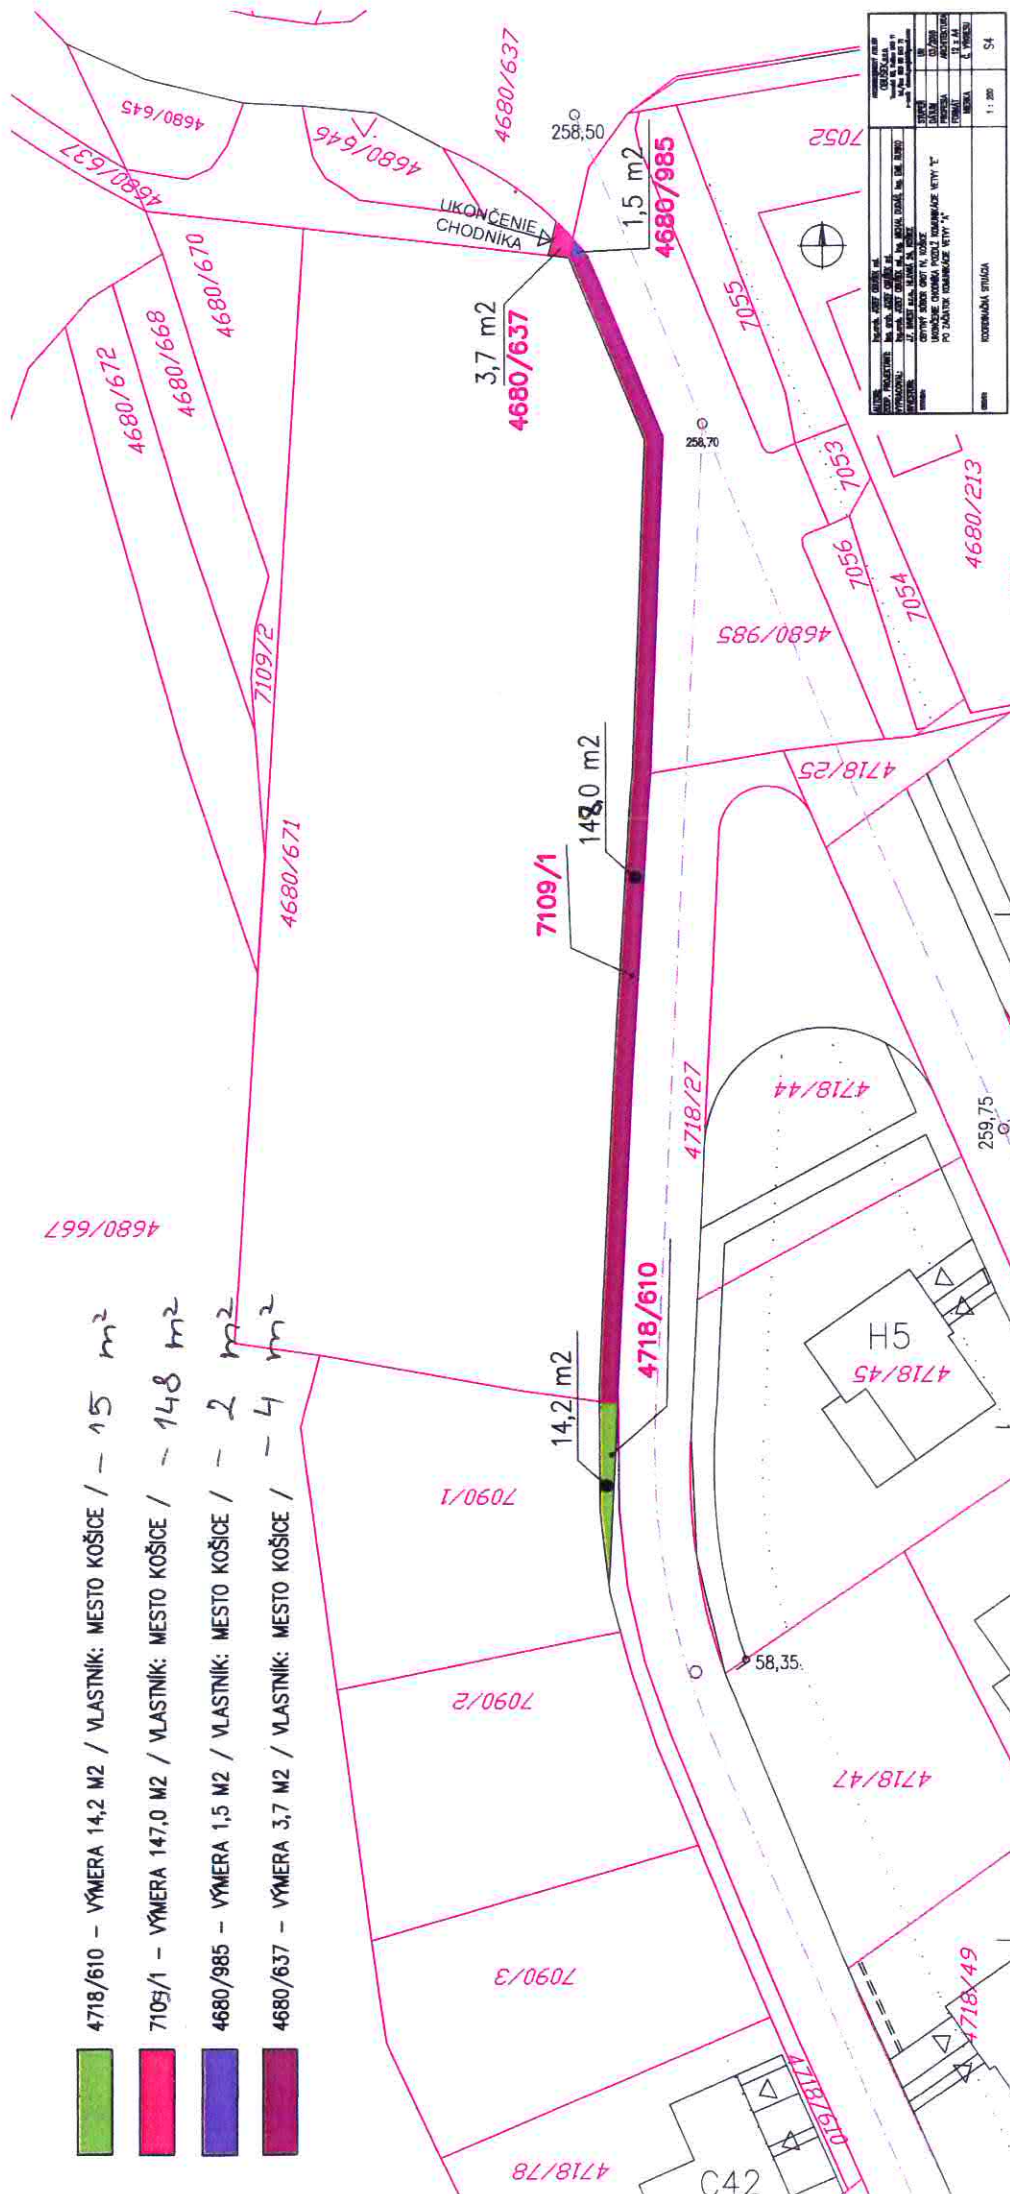 4718/610 – VÝMERA 14,2 M2 / VLASTNÍK: MESTO KOŠICE / – 15 m²
7109/1 – VÝMERA 147,0 M2 / VLASTNÍK: MESTO KOŠICE / – 148 m²
4680/985 – VÝMERA 1,5 M2 / VLASTNÍK: MESTO KOŠICE / – 2 m²
4680/637 – VÝMERA 3,7 M2 / VLASTNÍK: MESTO KOŠICE / – 4 m²
4680/667
4680/637
4680/645
4680/646
4680/637
4680/672
4680/668
4680/670
7109/2
4680/671
UKONČENIE
CHODNÍKA
3,7 m2
4680/637
258,50
1,5 m2
4680/985
7052
7055
258,70
7053
7056
7054
4680/213
4680/985
4718/25
148,0 m2
7109/1
4718/27
4718/44
259,75
14,2 m2
4718/610
H5
4718/45
7090/1
7090/2
7090/3
58,35
4718/47
4718/49
4718/610
4718/78
C42
KOORDINAČNÁ SITUÁCIA
1 : 200
S4